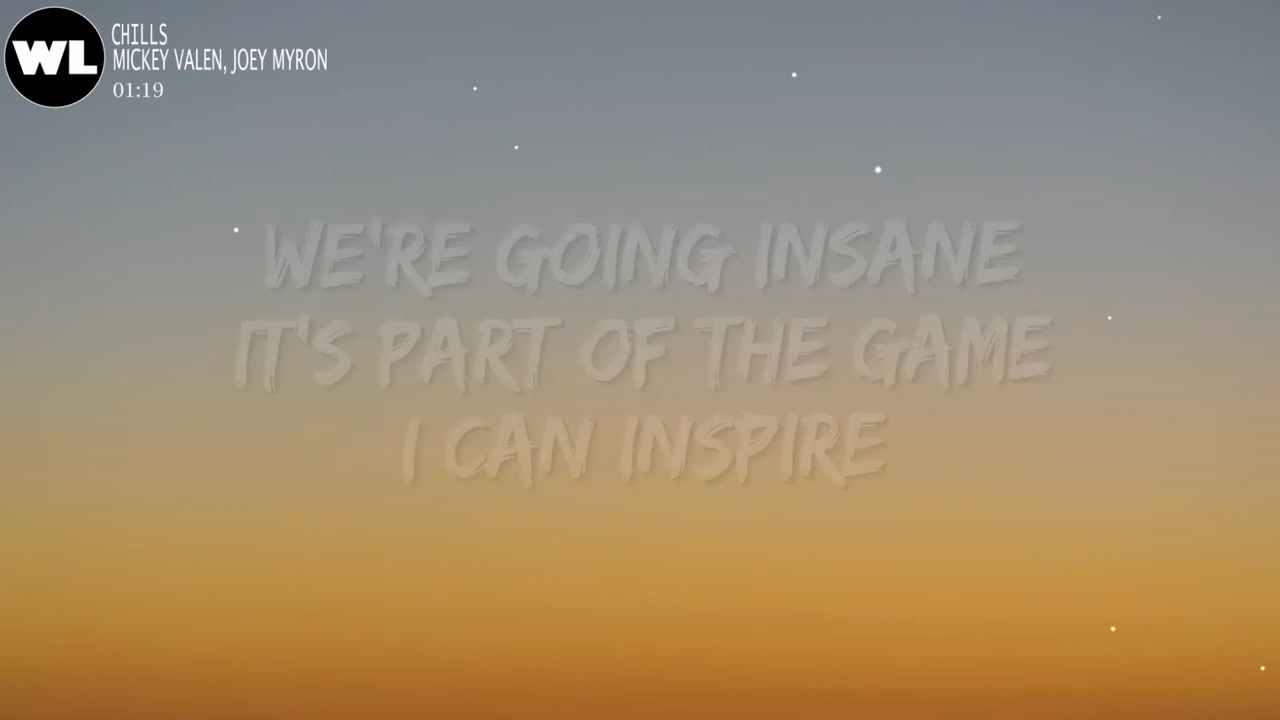 WL
CHILLS
MICKEY VALEN, JOEY MYRON
01:19
WE'RE GOING INSANE
IT'S PART OF THE GAME
I CAN INSPIRE